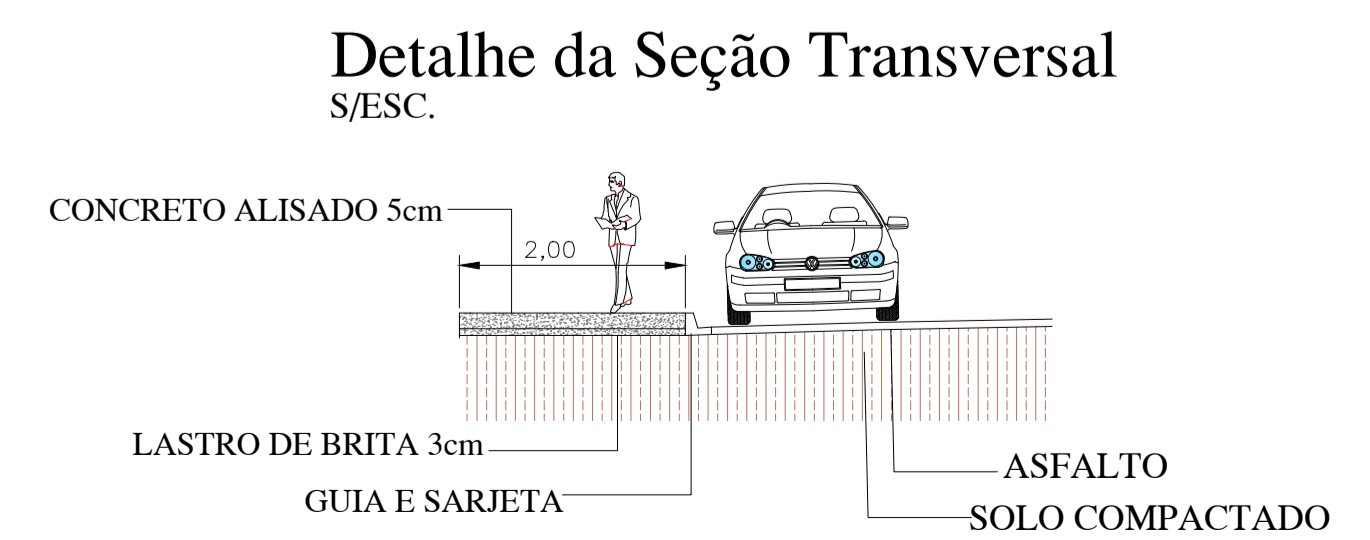 Detalhe da Seção Transversal
S/ESC.
CONCRETO ALISADO 5cm
2,00
LASTRO DE BRITA 3cm
GUIA E SARJETA
ASFALTO
SOLO COMPACTADO